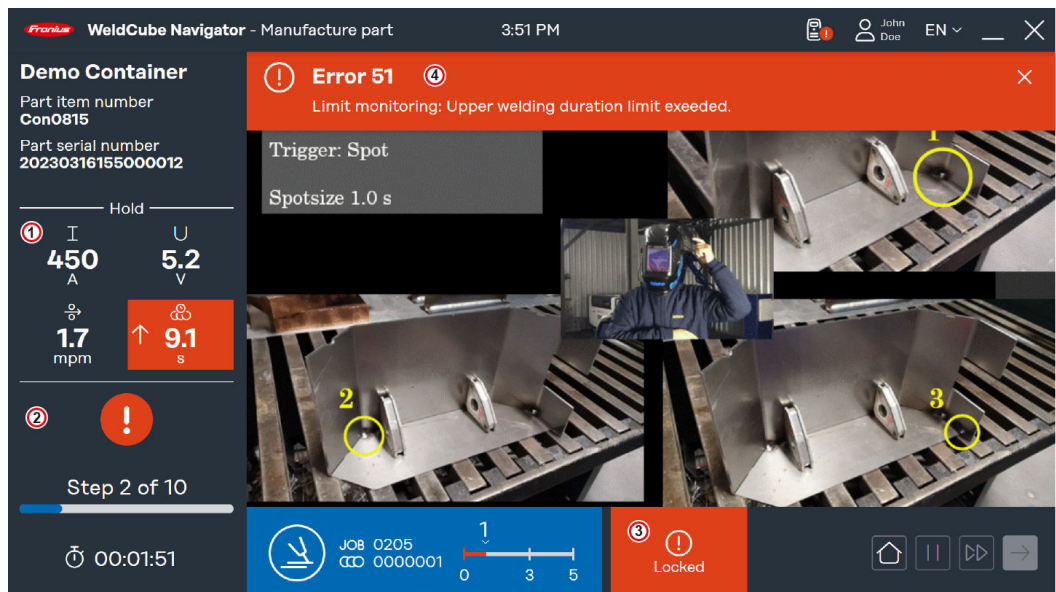 Fronius WeldCube Navigator - Manufacture part 3:51 PM John Doe EN
Demo Container
Part item number
Con0815
Part serial number
20230316155000012
Hold
1
I U
450 5.2
A V
1.7 9.1
mpm s
2
Step 2 of 10
00:01:51
Error 51 4
Limit monitoring: Upper welding duration limit exeeded.
Trigger: Spot
Spotsize 1.0 s
1
2
3
JOB 0205
0000001
1
0 3 5
3
Locked